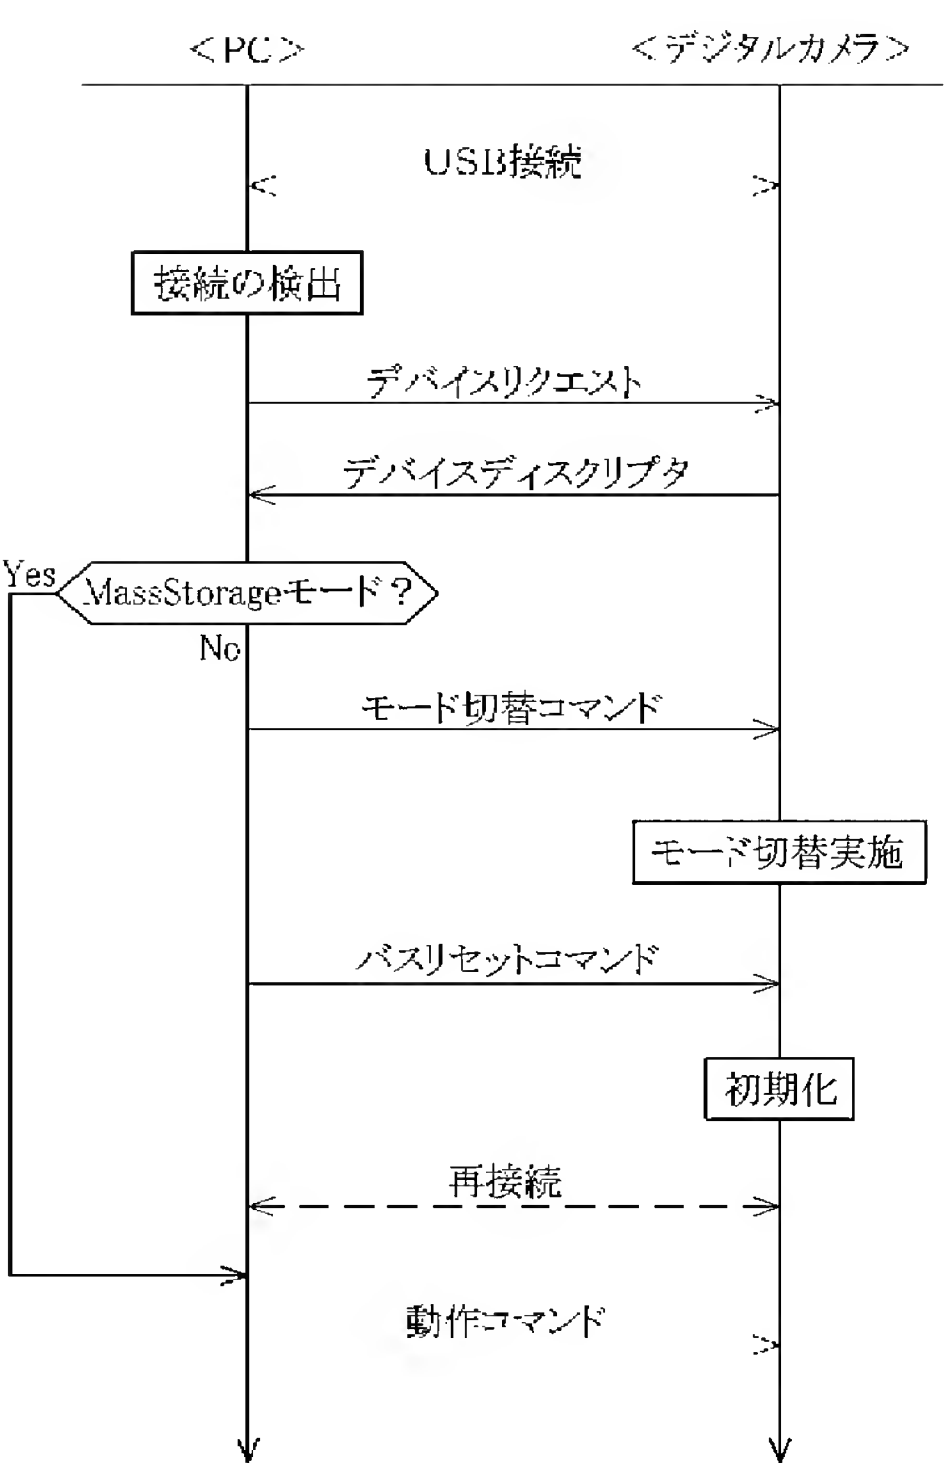 ＜PC＞
＜デジタルカメラ＞
USB接続
接続の検出
デバイスリクエスト
デバイスディスクリプタ
Yes
MassStorageモード？
No
モード切替コマンド
モード切替実施
バスリセットコマンド
初期化
再接続
動作コマンド